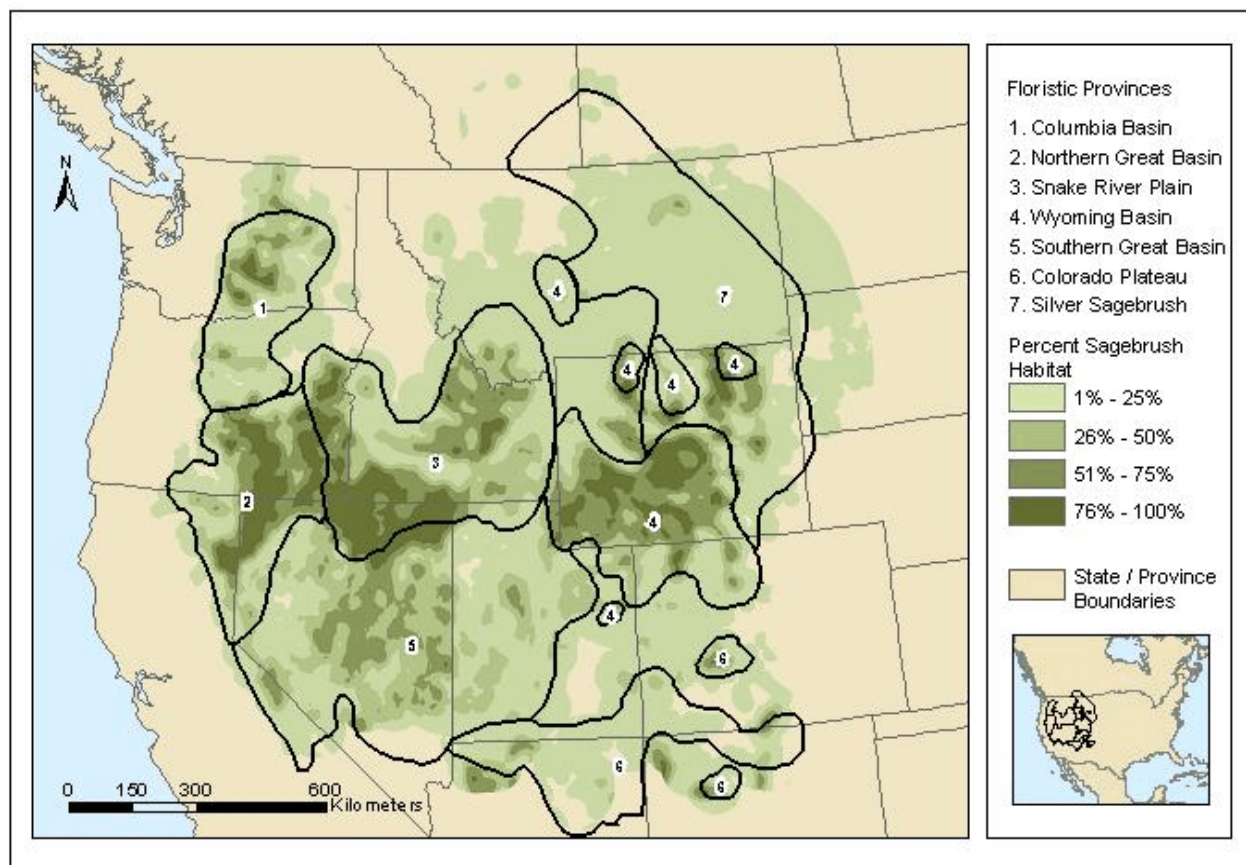 N
1
2
3
4
4
4
4
4
4
5
6
6
6
7
0 150 300 600
Kilometers
Floristic Provinces
1. Columbia Basin
2. Northern Great Basin
3. Snake River Plain
4. Wyoming Basin
5. Southern Great Basin
6. Colorado Plateau
7. Silver Sagebrush
Percent Sagebrush
Habitat
1% - 25%
26% - 50%
51% - 75%
76% - 100%
State / Province
Boundaries